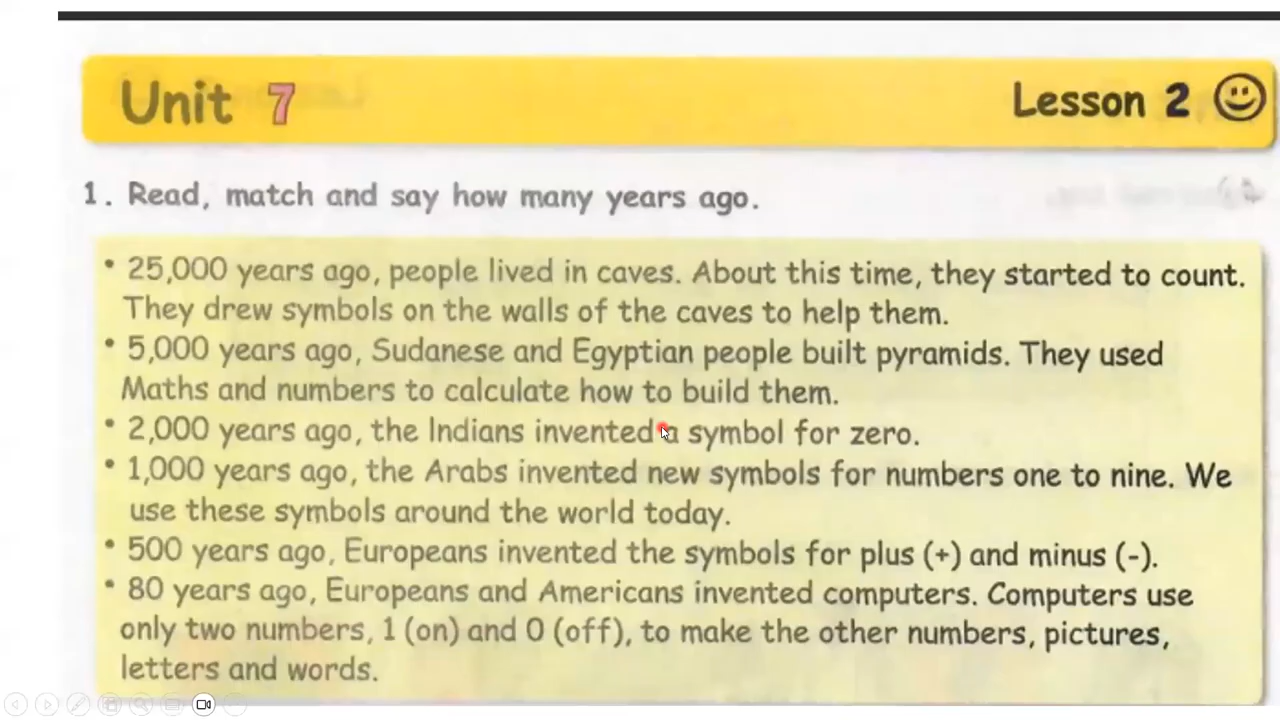 Unit 7
Lesson 2
1. Read, match and say how many years ago.
• 25,000 years ago, people lived in caves. About this time, they started to count.
They drew symbols on the walls of the caves to help them.
• 5,000 years ago, Sudanese and Egyptian people built pyramids. They used
Maths and numbers to calculate how to build them.
• 2,000 years ago, the Indians invented a symbol for zero.
• 1,000 years ago, the Arabs invented new symbols for numbers one to nine. We
use these symbols around the world today.
• 500 years ago, Europeans invented the symbols for plus (+) and minus (-).
• 80 years ago, Europeans and Americans invented computers. Computers use
only two numbers, 1 (on) and 0 (off), to make the other numbers, pictures,
letters and words.